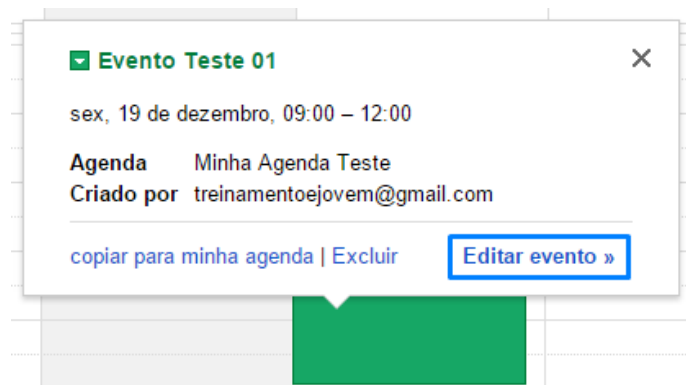 Evento Teste 01
sex, 19 de dezembro, 09:00 – 12:00
Agenda Minha Agenda Teste
Criado por treinamentoejovem@gmail.com
copiar para minha agenda | Excluir Editar evento »